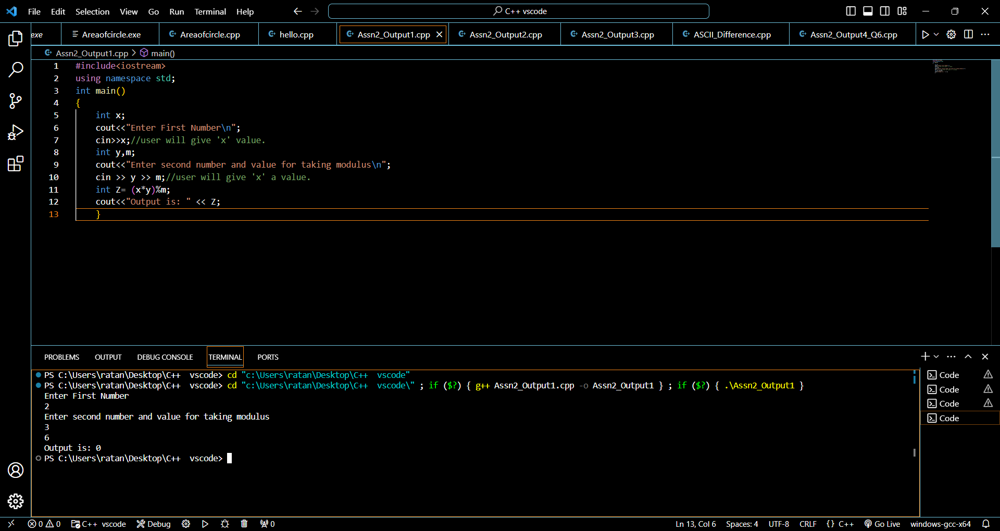 File Edit Selection View Go Run Terminal Help C++ vscode
exe Areaofcircle.exe Areaofcircle.cpp hello.cpp Assn2_Output1.cpp Assn2_Output2.cpp Assn2_Output3.cpp ASCII_Difference.cpp Assn2_Output4_Q6.cpp
Assn2_Output1.cpp > main()
1 #include<iostream>
2 using namespace std;
3 int main()
4 {
5 int x;
6 cout<<"Enter First Number\n";
7 cin>>x;//user will give 'x' value.
8 int y,m;
9 cout<<"Enter second number and value for taking modulus\n";
10 cin >> y >> m;//user will give 'x' a value.
11 int Z= (x*y)%m;
12 cout<<"Output is: " << Z;
13 }
PROBLEMS OUTPUT DEBUG CONSOLE TERMINAL PORTS
PS C:\Users\ratan\Desktop\C++  vscode> cd "c:\Users\ratan\Desktop\C++  vscode"
PS C:\Users\ratan\Desktop\C++  vscode> cd "c:\Users\ratan\Desktop\C++  vscode\" ; if ($?) { g++ Assn2_Output1.cpp -o Assn2_Output1 } ; if ($?) { .\Assn2_Output1 }
Enter First Number
2
Enter second number and value for taking modulus
3
6
Output is: 0
PS C:\Users\ratan\Desktop\C++  vscode>
Code
Code
Code
Code
0 0 C++ vscode Debug 0 Ln 13, Col 6 Spaces: 4 UTF-8 CRLF {} C++ Go Live windows-gcc-x64